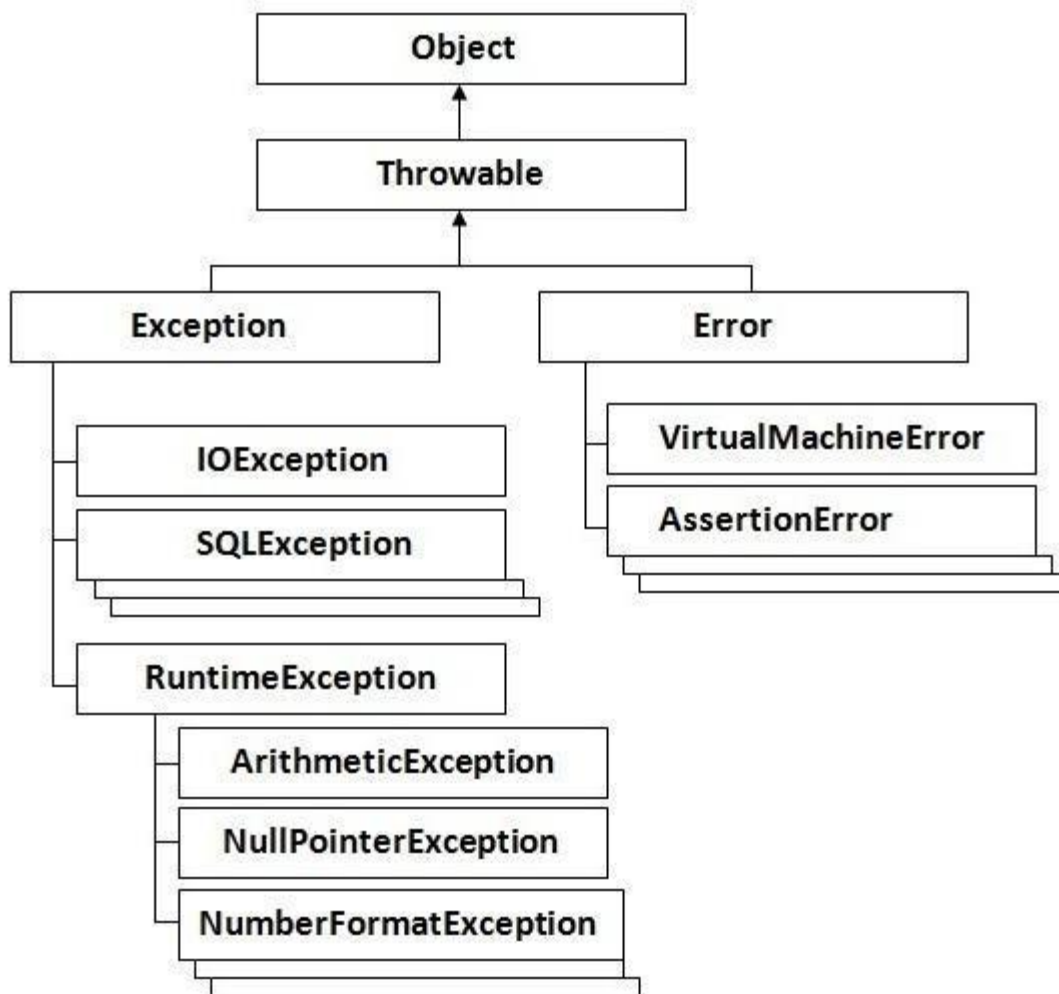 Object
Throwable
Exception
Error
IOException
SQLException
RuntimeException
ArithmeticException
NullPointerException
NumberFormatException
VirtualMachineError
AssertionError